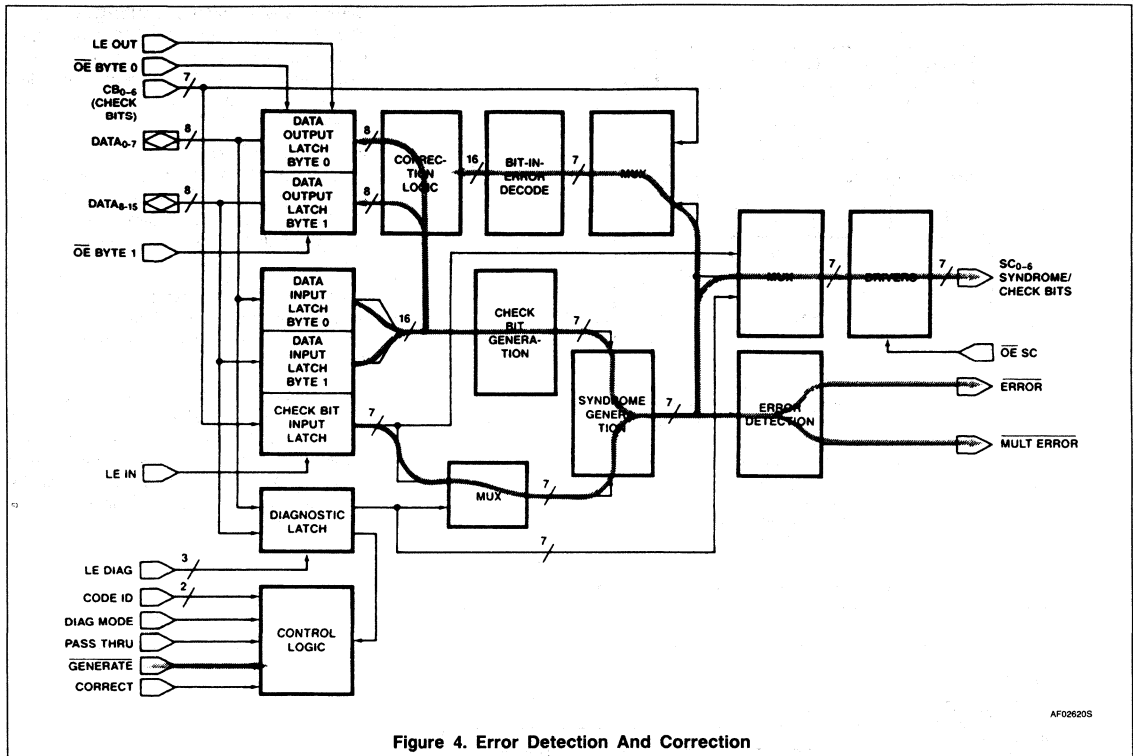 LE OUT
OE BYTE 0
7
CB0-6
(CHECK
BITS)
DATA0-7
8
DATA8-15
8
OE BYTE 1
DATA
OUTPUT
LATCH
BYTE 0
DATA
OUTPUT
LATCH
BYTE 1
8
8
CORREC-
TION
LOGIC
16
BIT-IN-
ERROR
DECODE
7
MUX
DATA
INPUT
LATCH
BYTE 0
DATA
INPUT
LATCH
BYTE 1
CHECK BIT
INPUT
LATCH
16
CHECK
BIT
GENERA-
TION
7
SYNDROME
GENERA-
TION
7
7
MUX
7
MUX
7
DRIVERS
7
SC0-6
SYNDROME/
CHECK BITS
OE SC
ERROR
DETECTION
ERROR
MULT ERROR
LE IN
DIAGNOSTIC
LATCH
7
LE DIAG
3
CODE ID
2
DIAG MODE
PASS THRU
GENERATE
CORRECT
CONTROL
LOGIC
AF02620S
Figure 4. Error Detection And Correction